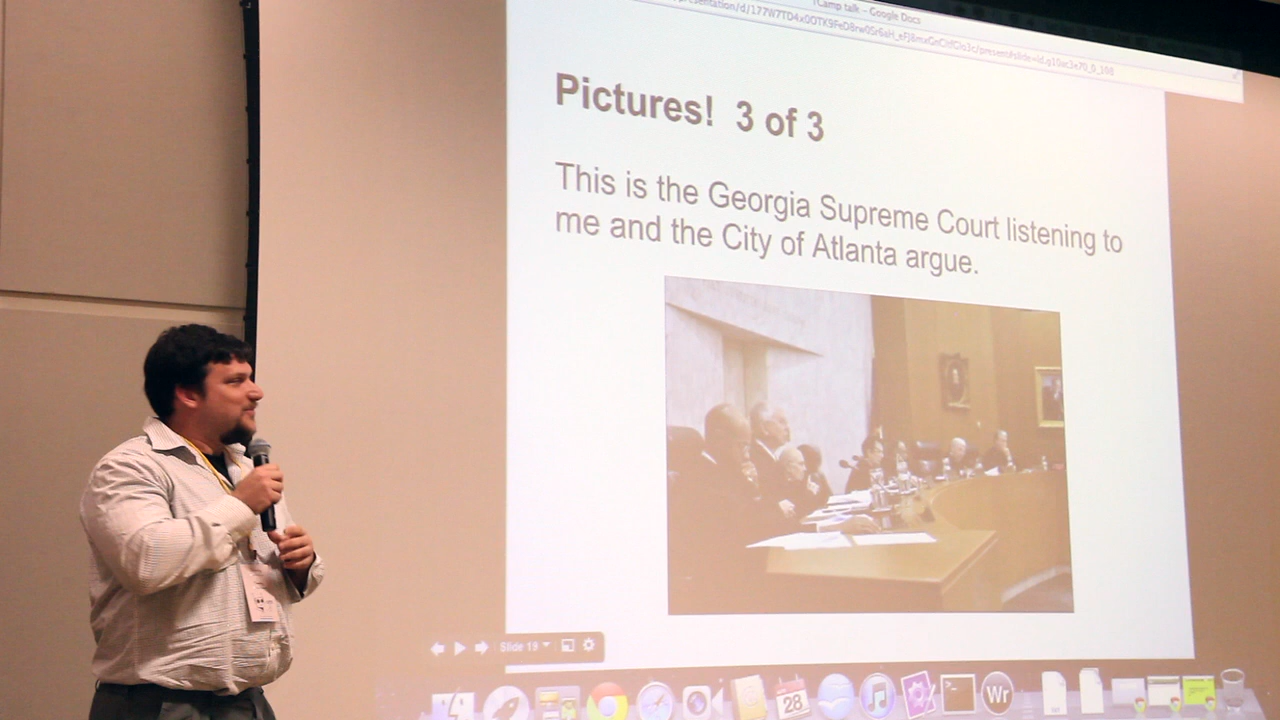 Camp talk - Google Docs
Pictures! 3 of 3
This is the Georgia Supreme Court listening to
me and the City of Atlanta argue.
Slide 19
28
Wr